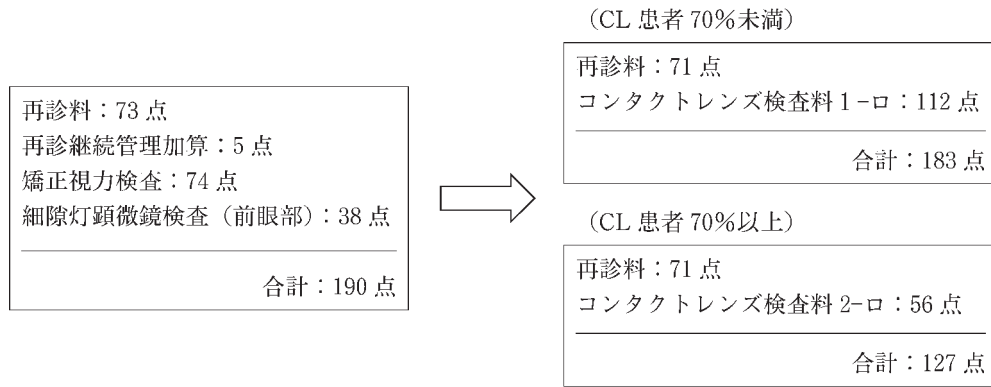 再診料:73 点
再診継続管理加算:5 点
矯正視力検査:74 点
細隙灯顕微鏡検査(前眼部):38 点
合計:190 点
(CL 患者 70%未満)
再診料:71 点
コンタクトレンズ検査料 1-ロ:112 点
合計:183 点
(CL 患者 70%以上)
再診料:71 点
コンタクトレンズ検査料 2-ロ:56 点
合計:127 点